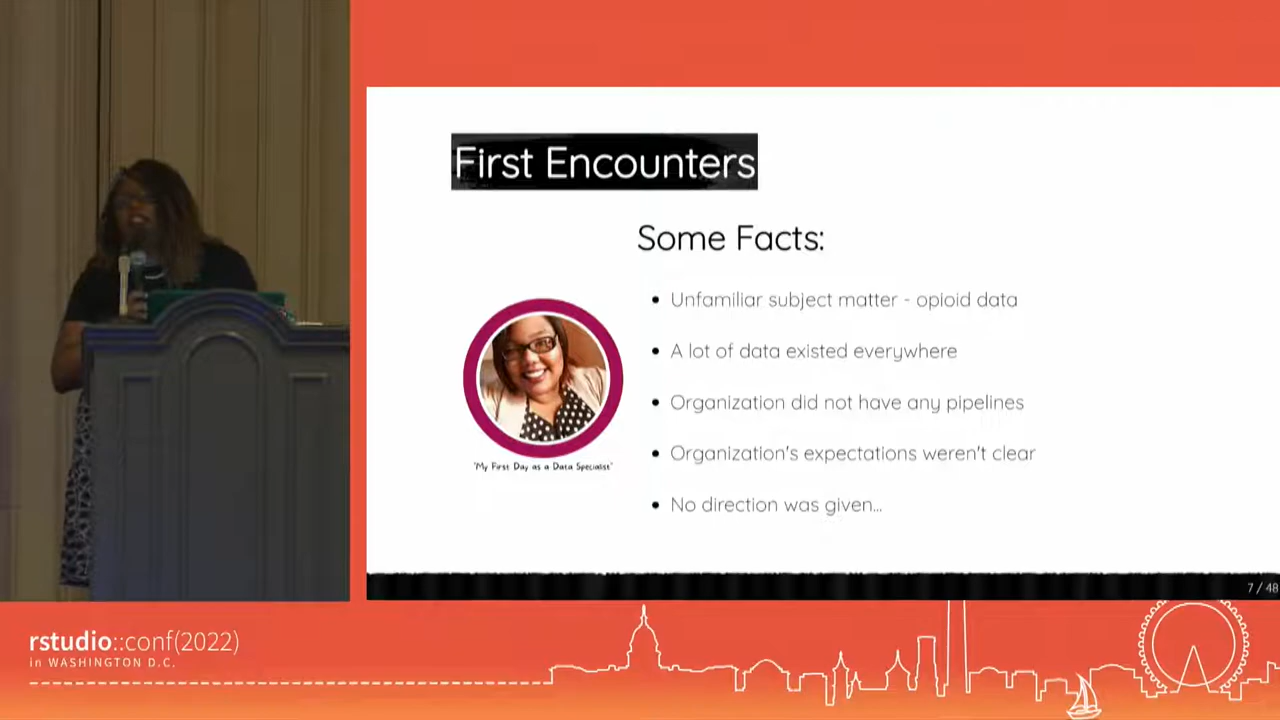 First Encounters
Some Facts:
Unfamiliar subject matter - opioid data
A lot of data existed everywhere
Organization did not have any pipelines
Organization's expectations weren't clear
No direction was given...
"My First Day as a Data Specialist"
7 / 48
rstudio::conf(2022)
in WASHINGTON D.C.